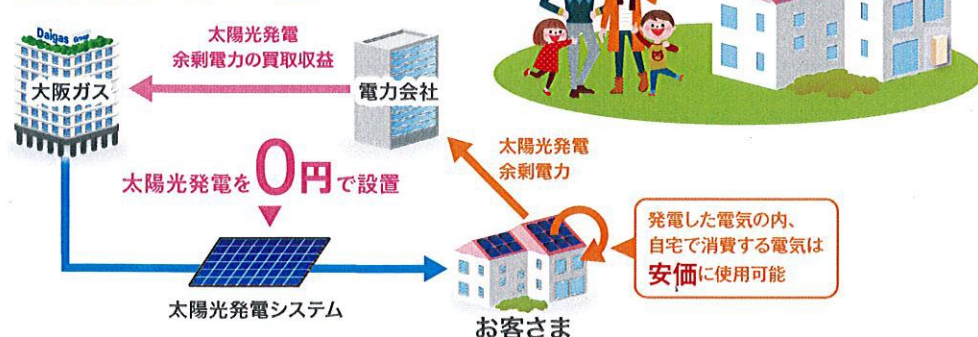 Daigas Group
大阪ガス
太陽光発電
余剰電力の買取収益
電力会社
太陽光発電を0円で設置
太陽光発電
余剰電力
太陽光発電システム
お客さま
発電した電気の内、
自宅で消費する電気は
安価に使用可能